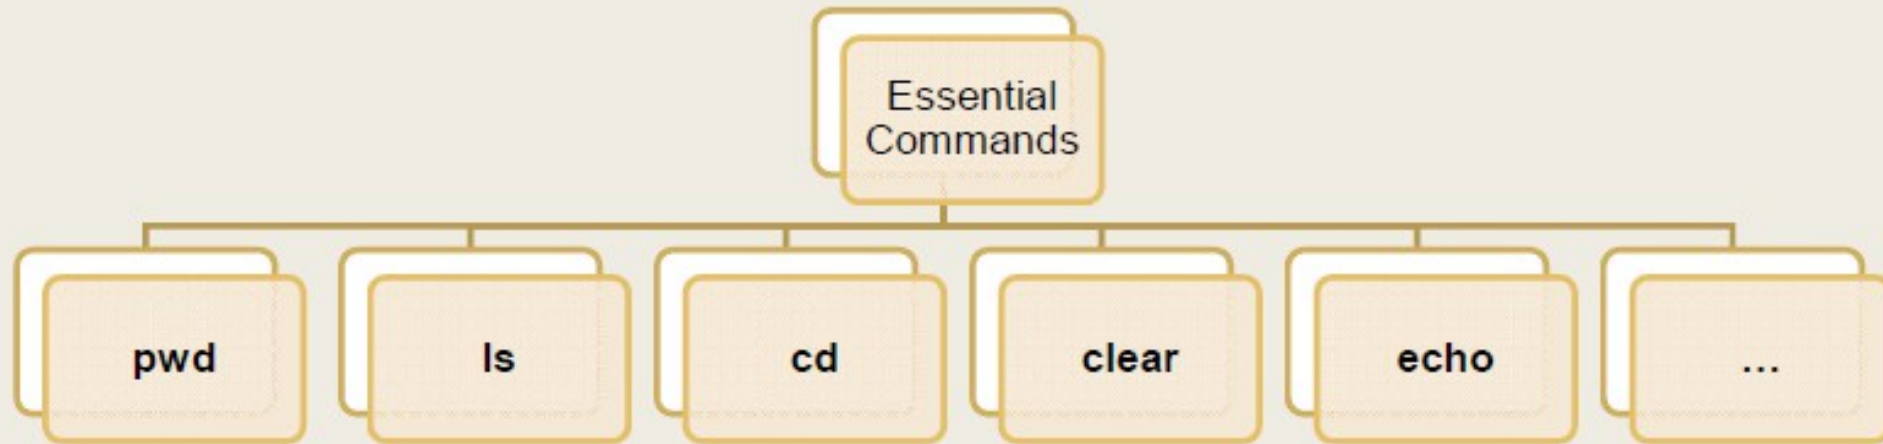 Essential
Commands
pwd
ls
cd
clear
echo
...